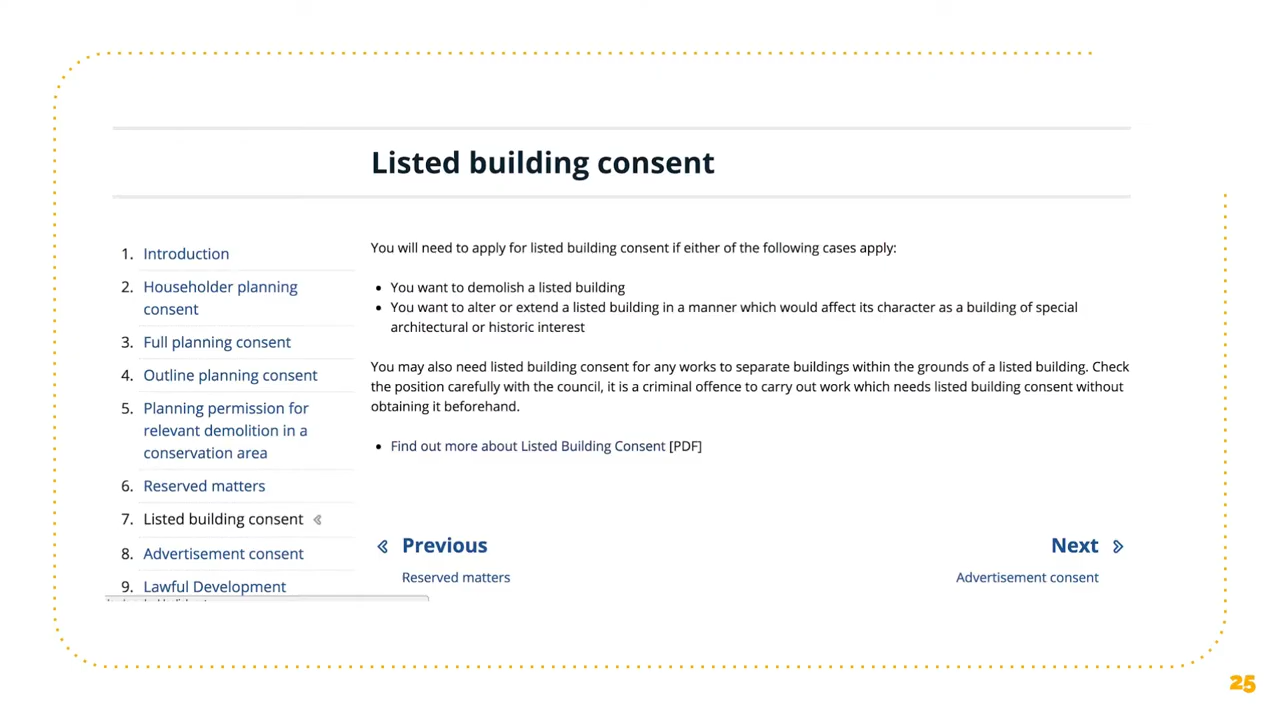 Listed building consent
1. Introduction
2. Householder planning
consent
3. Full planning consent
4. Outline planning consent
5. Planning permission for
relevant demolition in a
conservation area
6. Reserved matters
7. Listed building consent
8. Advertisement consent
9. Lawful Development
You will need to apply for listed building consent if either of the following cases apply:
• You want to demolish a listed building
• You want to alter or extend a listed building in a manner which would affect its character as a building of special
architectural or historic interest
You may also need listed building consent for any works to separate buildings within the grounds of a listed building. Check
the position carefully with the council, it is a criminal offence to carry out work which needs listed building consent without
obtaining it beforehand.
• Find out more about Listed Building Consent [PDF]
Previous
Reserved matters
Next
Advertisement consent
25